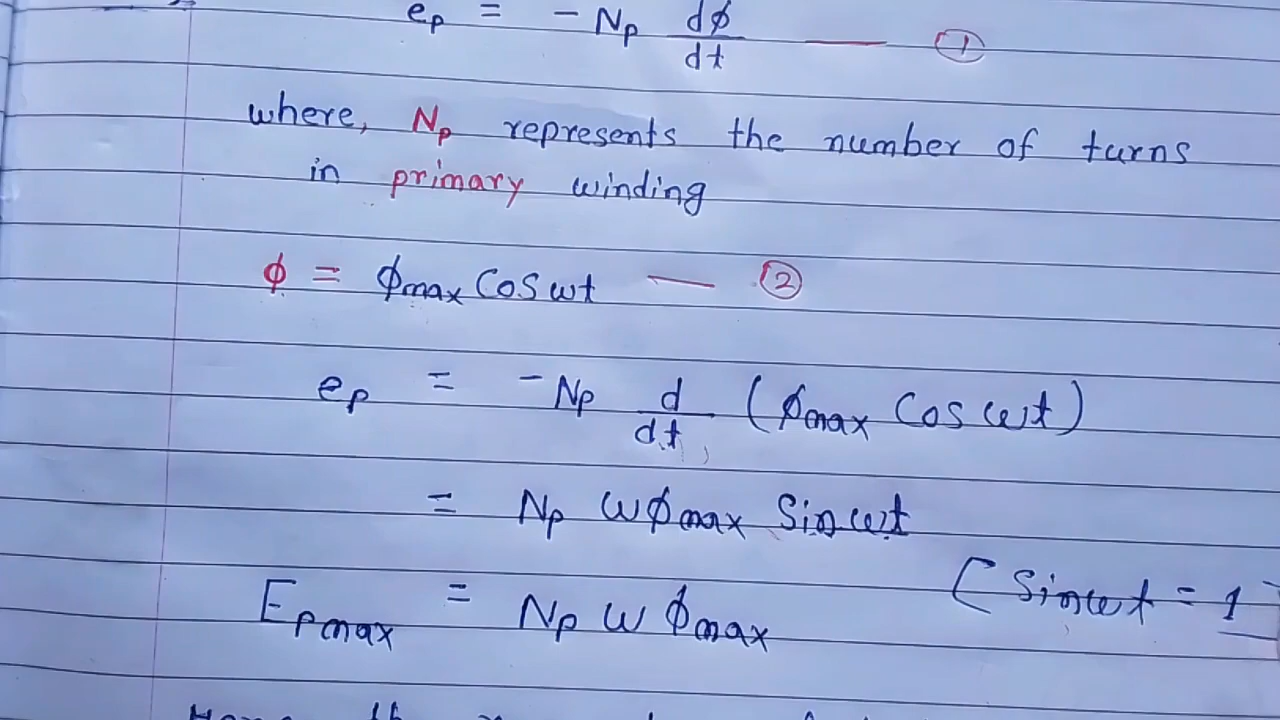 ep = - Np dφ/dt — ①
where, Np represents the number of turns
in primary winding
φ = φmax Cos ωt — ②
ep = - Np d/dt (φmax Cos ωt)
= Np ωφmax Sin ωt
(Sin ωt = 1
Epmax = Np ω φmax